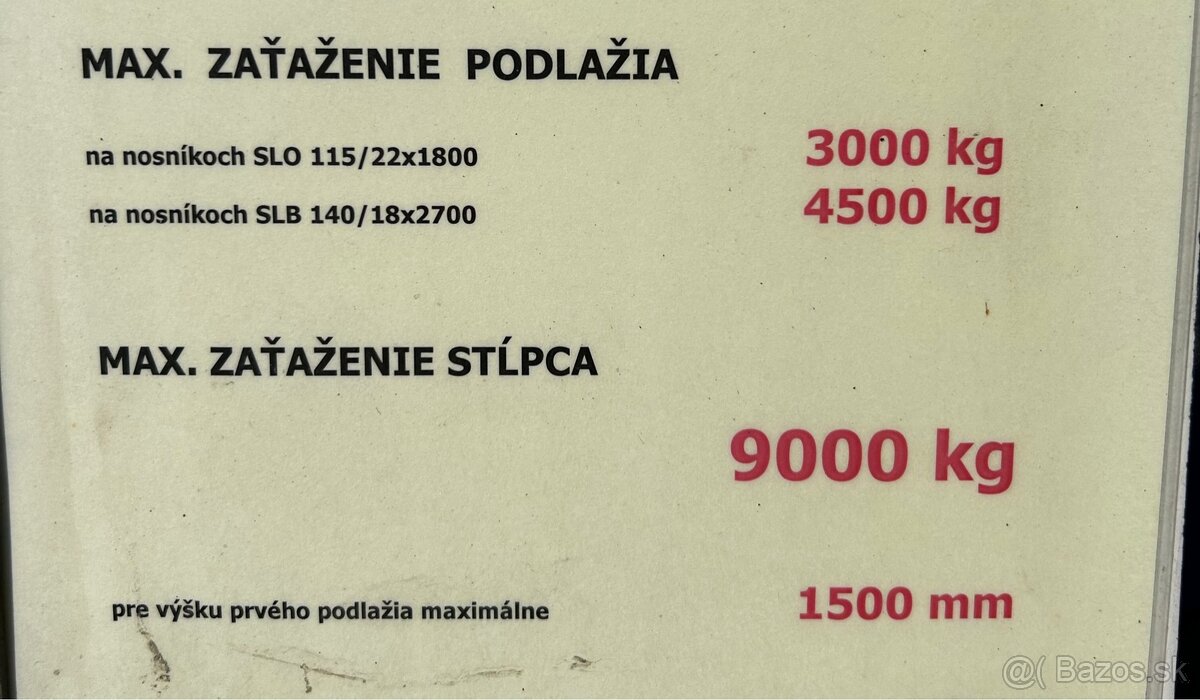 MAX. ZAŤAŽENIE PODLAŽIA
na nosníkoch SLO 115/22x1800 3000 kg
na nosníkoch SLB 140/18x2700 4500 kg
MAX. ZAŤAŽENIE STĹPCA
9000 kg
pre výšku prvého podlažia maximálne 1500 mm
@( Bazos.sk